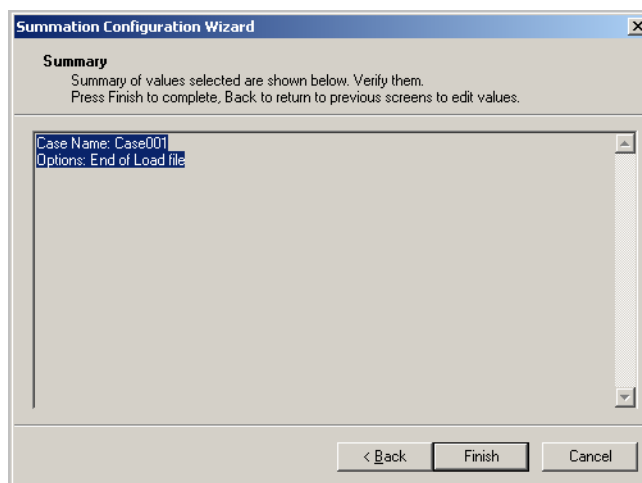 Summation Configuration Wizard
Summary
Summary of values selected are shown below. Verify them.
Press Finish to complete, Back to return to previous screens to edit values.
Case Name: Case001
Options: End of Load file
< Back
Finish
Cancel